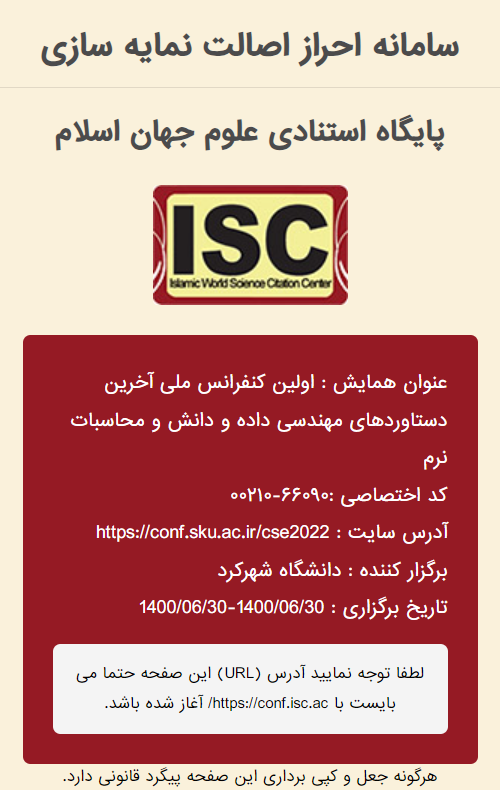 سامانه احراز اصالت نمایه سازی
پایگاه استنادی علوم جهان اسلام
ISC
Islamic World Science Citation Center
عنوان همایش : اولین کنفرانس ملی آخرین
دستاوردهای مهندسی داده و دانش و محاسبات
نرم
کد اختصاصی :۰۰۲۱۰-۶۶۰۹۰
آدرس سایت : https://conf.sku.ac.ir/cse2022
برگزار کننده : دانشگاه شهرکرد
تاریخ برگزاری : 1400/06/30-1400/06/30
لطفا توجه نمایید آدرس (URL) این صفحه حتما می
بایست با https://conf.isc.ac/ آغاز شده باشد.
هرگونه جعل و کپی برداری این صفحه پیگرد قانونی دارد.